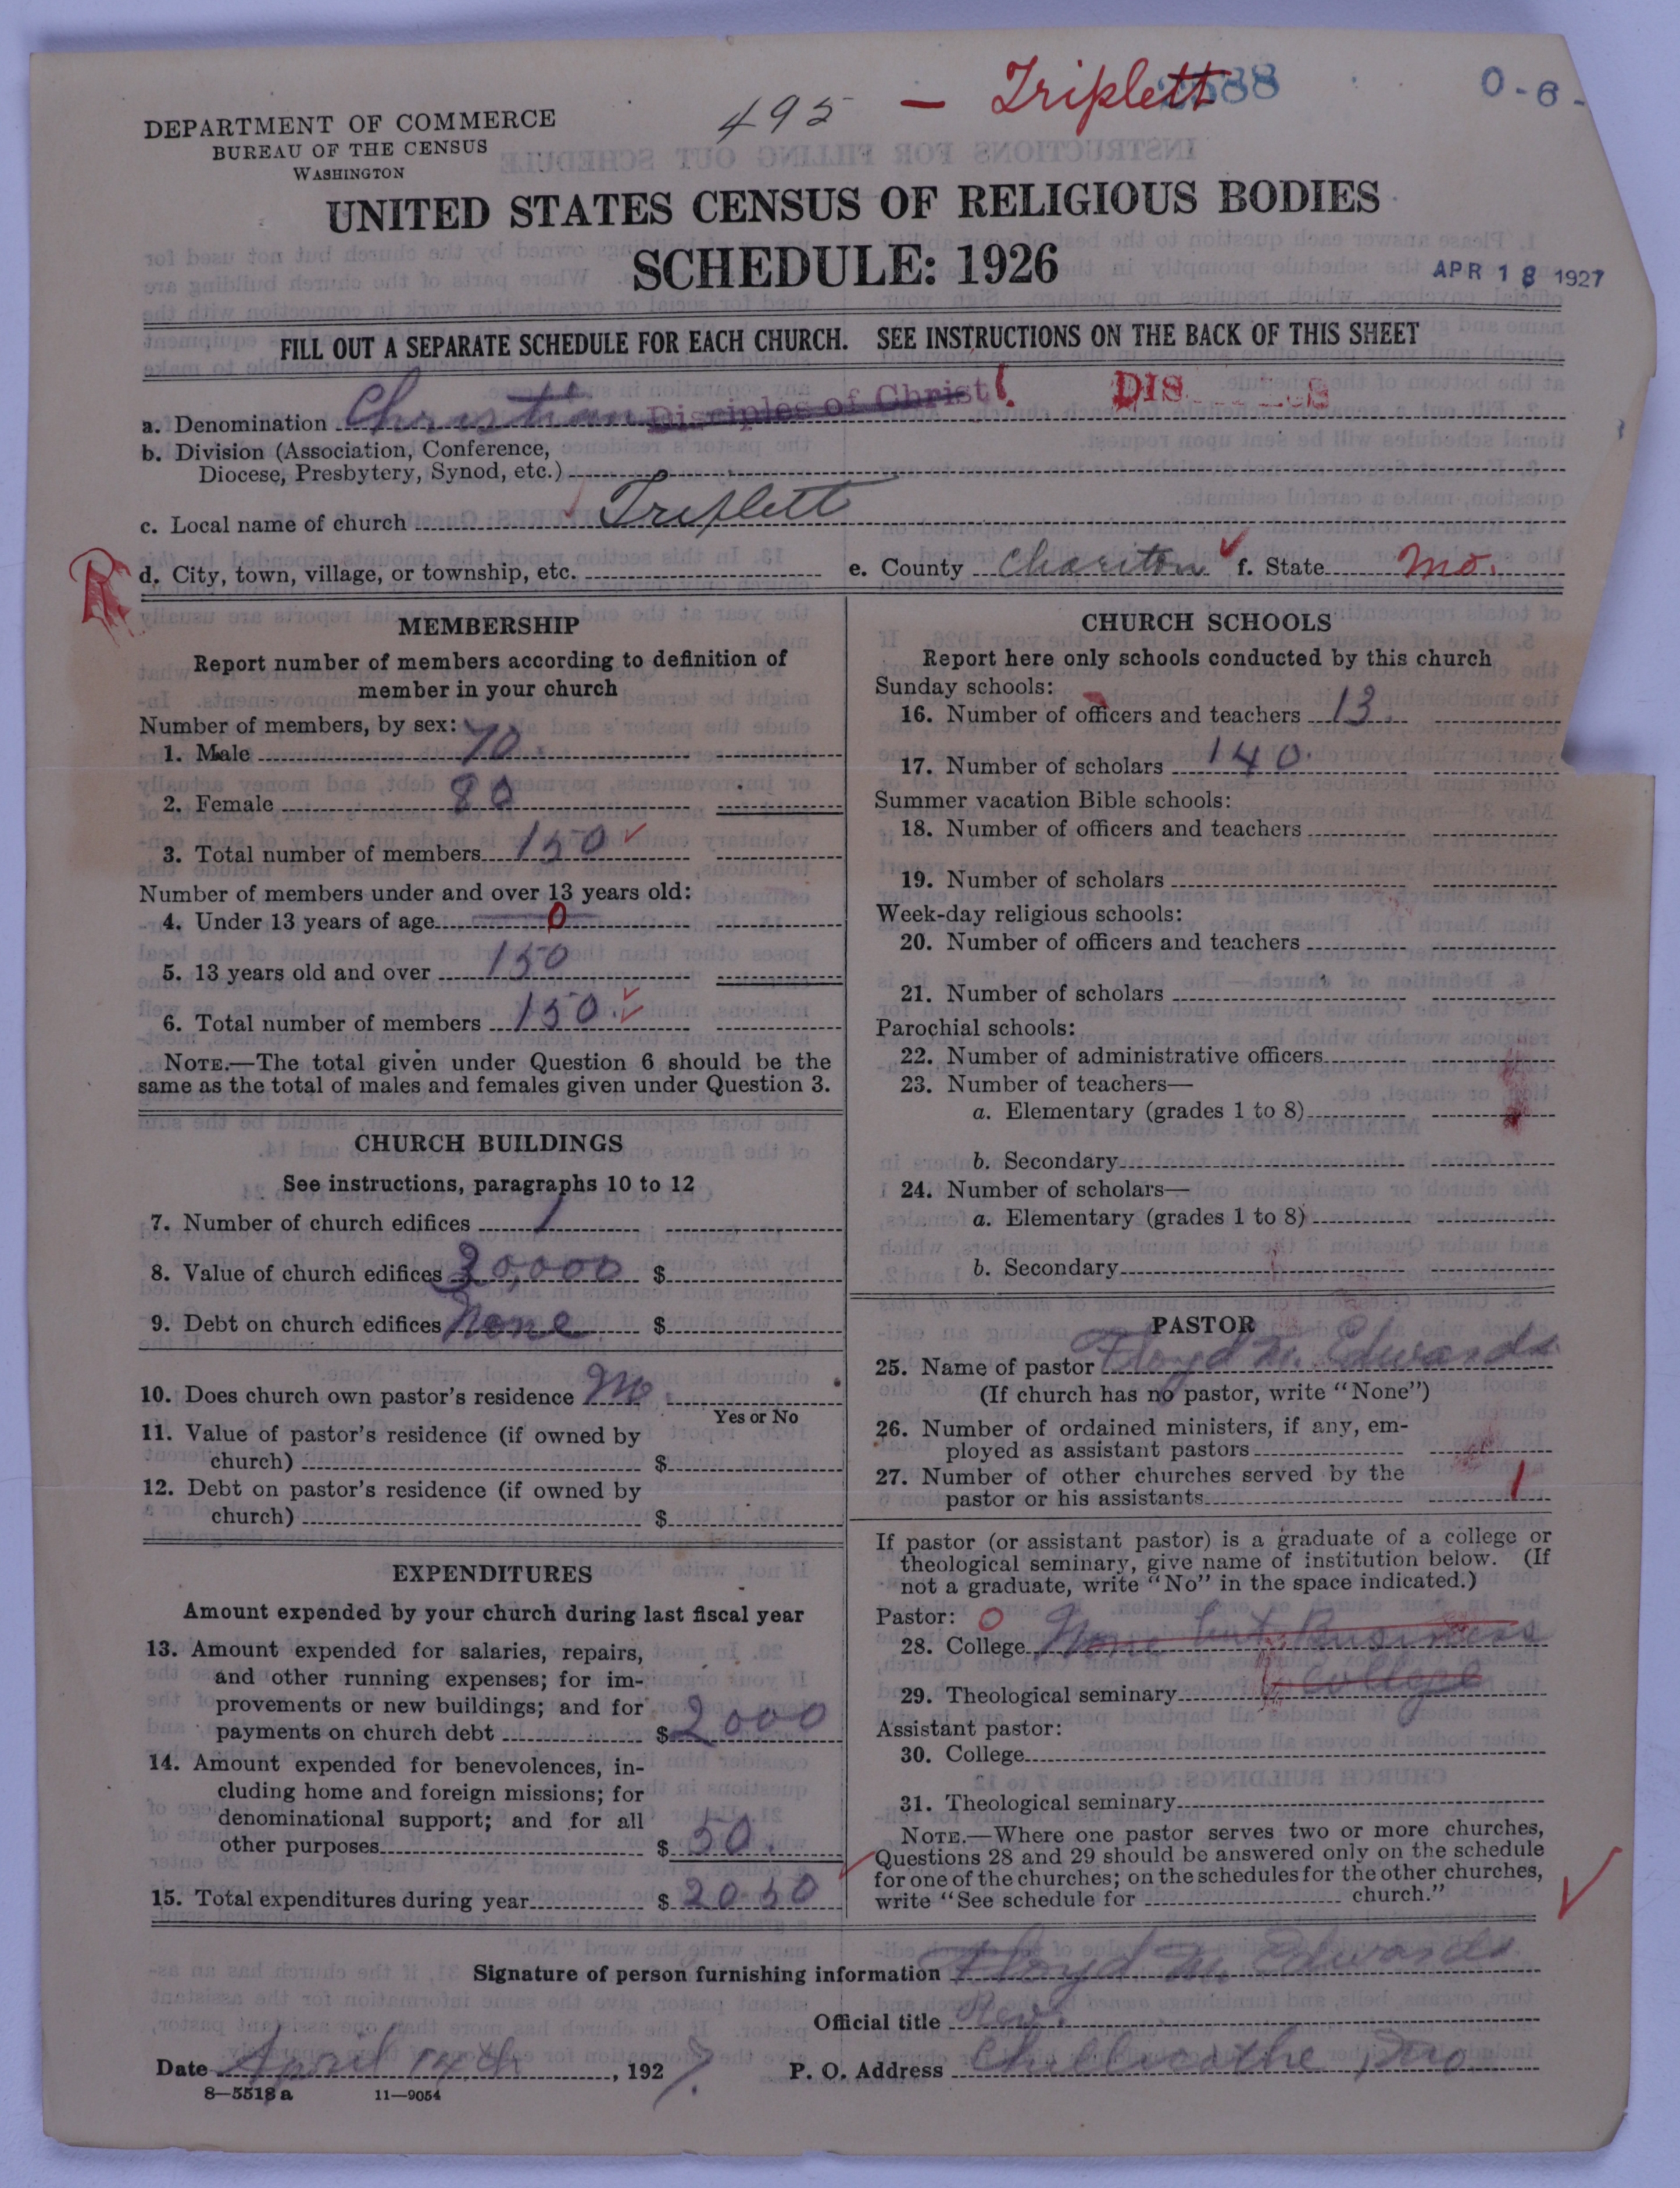 495 — Triplett 2588 0-6-
DEPARTMENT OF COMMERCE
BUREAU OF THE CENSUS
WASHINGTON
UNITED STATES CENSUS OF RELIGIOUS BODIES
SCHEDULE: 1926
APR 18 1927
FILL OUT A SEPARATE SCHEDULE FOR EACH CHURCH. SEE INSTRUCTIONS ON THE BACK OF THIS SHEET
a. Denomination Christian Disciples of Christ
b. Division (Association, Conference,
Diocese, Presbytery, Synod, etc.)
c. Local name of church Triplett
R
d. City, town, village, or township, etc. e. County Chariton f. State Mo.
MEMBERSHIP
Report number of members according to definition of
member in your church
Number of members, by sex:
1. Male 70
2. Female 80
3. Total number of members 150
Number of members under and over 13 years old:
4. Under 13 years of age 0
5. 13 years old and over 150
6. Total number of members 150
NOTE.—The total given under Question 6 should be the
same as the total of males and females given under Question 3.
CHURCH BUILDINGS
See instructions, paragraphs 10 to 12
7. Number of church edifices 1
8. Value of church edifices 30,000 $
9. Debt on church edifices None $
10. Does church own pastor's residence No
Yes or No
11. Value of pastor's residence (if owned by
church) $
12. Debt on pastor's residence (if owned by
church) $
EXPENDITURES
Amount expended by your church during last fiscal year
13. Amount expended for salaries, repairs,
and other running expenses; for im-
provements or new buildings; and for
payments on church debt $ 2000
14. Amount expended for benevolences, in-
cluding home and foreign missions; for
denominational support; and for all
other purposes $ 50.
15. Total expenditures during year $ 2050
CHURCH SCHOOLS
Report here only schools conducted by this church
Sunday schools:
16. Number of officers and teachers 13
17. Number of scholars 140
Summer vacation Bible schools:
18. Number of officers and teachers
19. Number of scholars
Week-day religious schools:
20. Number of officers and teachers
21. Number of scholars
Parochial schools:
22. Number of administrative officers
23. Number of teachers—
a. Elementary (grades 1 to 8)
b. Secondary
24. Number of scholars—
a. Elementary (grades 1 to 8)
b. Secondary
PASTOR
25. Name of pastor Floyd M. Edwards
(If church has no pastor, write "None")
26. Number of ordained ministers, if any, em-
ployed as assistant pastors
27. Number of other churches served by the
pastor or his assistants 1
If pastor (or assistant pastor) is a graduate of a college or
theological seminary, give name of institution below. (If
not a graduate, write "No" in the space indicated.)
Pastor: 0
28. College None but Business
29. Theological seminary College
Assistant pastor:
30. College
31. Theological seminary
NOTE.—Where one pastor serves two or more churches,
Questions 28 and 29 should be answered only on the schedule
for one of the churches; on the schedules for the other churches,
write "See schedule for church."
Signature of person furnishing information Floyd M. Edwards
Official title Rev.
Date April 14th, 1927. P. O. Address Chillicothe Mo
8—5518a 11—9054